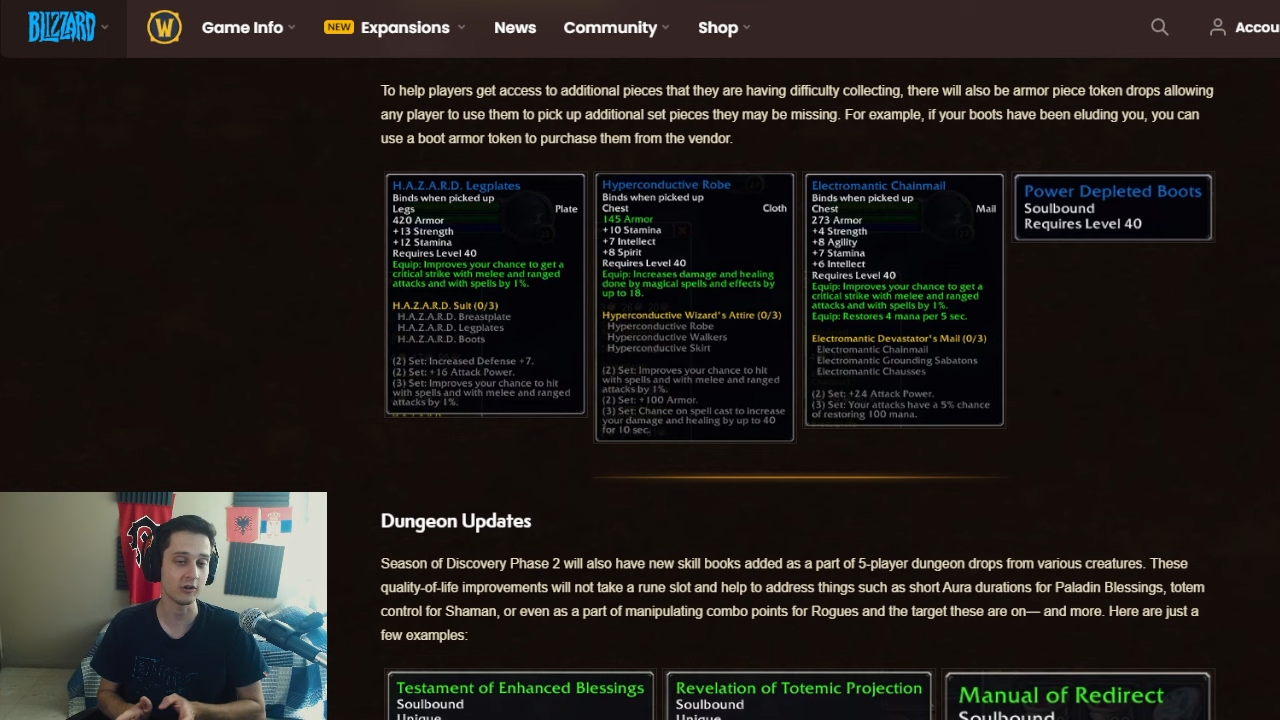 BLIZZARD
W
Game Info
NEW
Expansions
News
Community
Shop
Accou
To help players get access to additional pieces that they are having difficulty collecting, there will also be armor piece token drops allowing
any player to use them to pick up additional set pieces they may be missing. For example, if your boots have been eluding you, you can
use a boot armor token to purchase them from the vendor.
H.A.Z.A.R.D. Legplates
Binds when picked up
Legs Plate
420 Armor
+13 Strength
+12 Stamina
Requires Level 40
Equip: Improves your chance to get a
critical strike with melee and ranged
attacks and with spells by 1%.
H.A.Z.A.R.D. Suit (0/3)
H.A.Z.A.R.D. Breastplate
H.A.Z.A.R.D. Legplates
H.A.Z.A.R.D. Boots
(2) Set: Increased Defense +7.
(2) Set: +16 Attack Power.
(3) Set: Improves your chance to hit
with spells and with melee and ranged
attacks by 1%.
Hyperconductive Robe
Binds when picked up
Chest Cloth
145 Armor
+10 Stamina
+7 Intellect
+8 Spirit
Requires Level 40
Equip: Increases damage and healing
done by magical spells and effects by
up to 18.
Hyperconductive Wizard's Attire (0/3)
Hyperconductive Robe
Hyperconductive Walkers
Hyperconductive Skirt
(2) Set: Improves your chance to hit
with spells and with melee and ranged
attacks by 1%.
(2) Set: +100 Armor.
(3) Set: Chance on spell cast to increase
your damage and healing by up to 40
for 10 sec.
Electromantic Chainmail
Binds when picked up
Chest Mail
273 Armor
+4 Strength
+8 Agility
+7 Stamina
+6 Intellect
Requires Level 40
Equip: Improves your chance to get a
critical strike with melee and ranged
attacks and with spells by 1%.
Equip: Restores 4 mana per 5 sec.
Electromantic Devastator's Mail (0/3)
Electromantic Chainmail
Electromantic Grounding Sabatons
Electromantic Chausses
(2) Set: +24 Attack Power.
(3) Set: Your attacks have a 5% chance
of restoring 100 mana.
Power Depleted Boots
Soulbound
Requires Level 40
Dungeon Updates
Season of Discovery Phase 2 will also have new skill books added as a part of 5-player dungeon drops from various creatures. These
quality-of-life improvements will not take a rune slot and help to address things such as short Aura durations for Paladin Blessings, totem
control for Shaman, or even as a part of manipulating combo points for Rogues and the target these are on— and more. Here are just a
few examples:
Testament of Enhanced Blessings
Soulbound
Unique
Revelation of Totemic Projection
Soulbound
Unique
Manual of Redirect
Soulbound